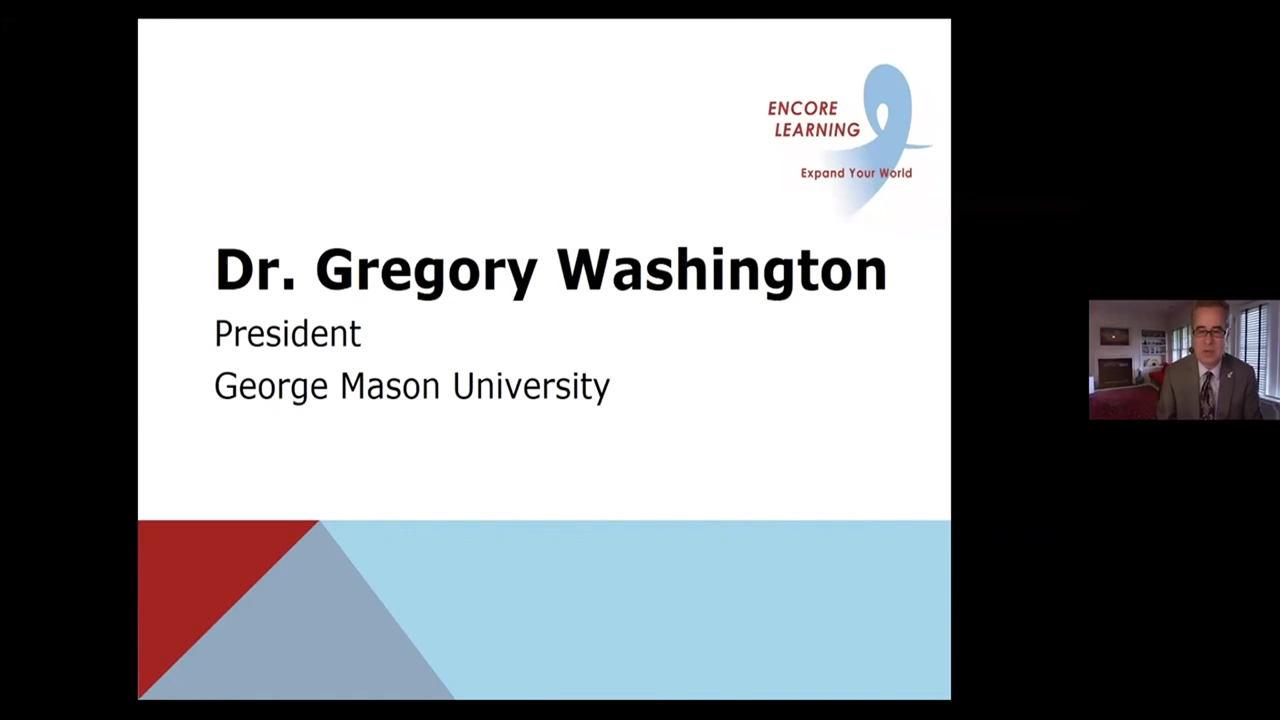 ENCORE
LEARNING
Expand Your World
Dr. Gregory Washington
President
George Mason University